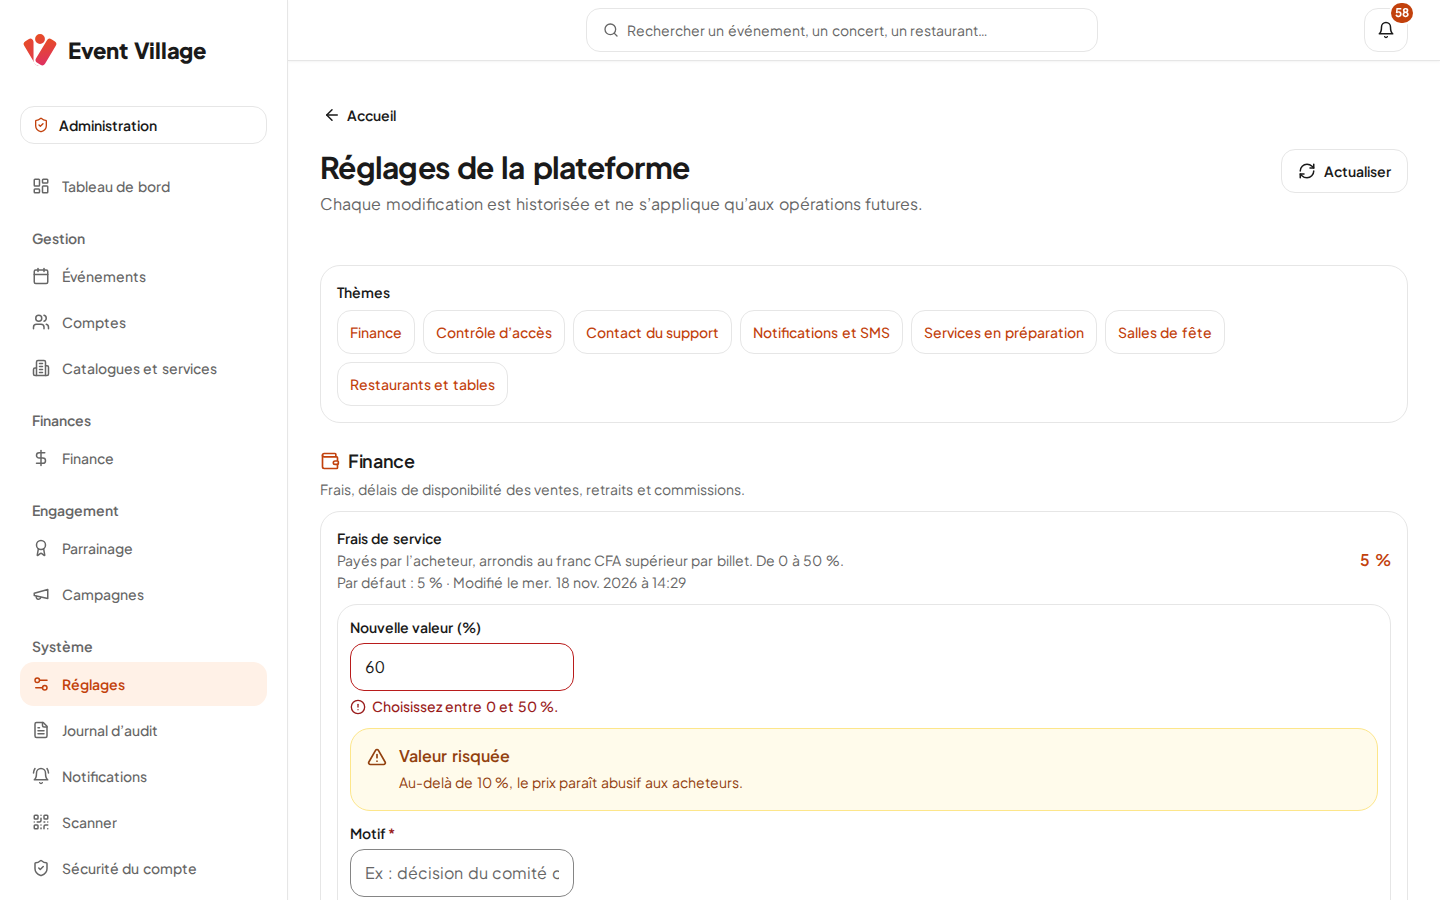 Event Village
Rechercher un événement, un concert, un restaurant…
58
Administration
Tableau de bord
Gestion
Événements
Comptes
Catalogues et services
Finances
Finance
Engagement
Parrainage
Campagnes
Système
Réglages
Journal d’audit
Notifications
Scanner
Sécurité du compte
Accueil
Réglages de la plateforme
Actualiser
Chaque modification est historisée et ne s’applique qu’aux opérations futures.
Thèmes
Finance
Contrôle d’accès
Contact du support
Notifications et SMS
Services en préparation
Salles de fête
Restaurants et tables
Finance
Frais, délais de disponibilité des ventes, retraits et commissions.
Frais de service
Payés par l’acheteur, arrondis au franc CFA supérieur par billet. De 0 à 50 %.
5 %
Par défaut : 5 % · Modifié le mer. 18 nov. 2026 à 14:29
Nouvelle valeur (%)
60
Choisissez entre 0 et 50 %.
Valeur risquée
Au-delà de 10 %, le prix paraît abusif aux acheteurs.
Motif *
Ex : décision du comité c